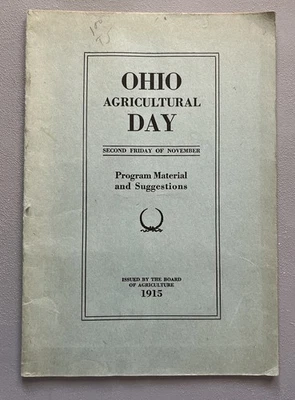 OHIO
AGRICULTURAL
DAY
SECOND FRIDAY OF NOVEMBER
Program Material
and Suggestions
ISSUED BY THE BOARD
OF AGRICULTURE
1915